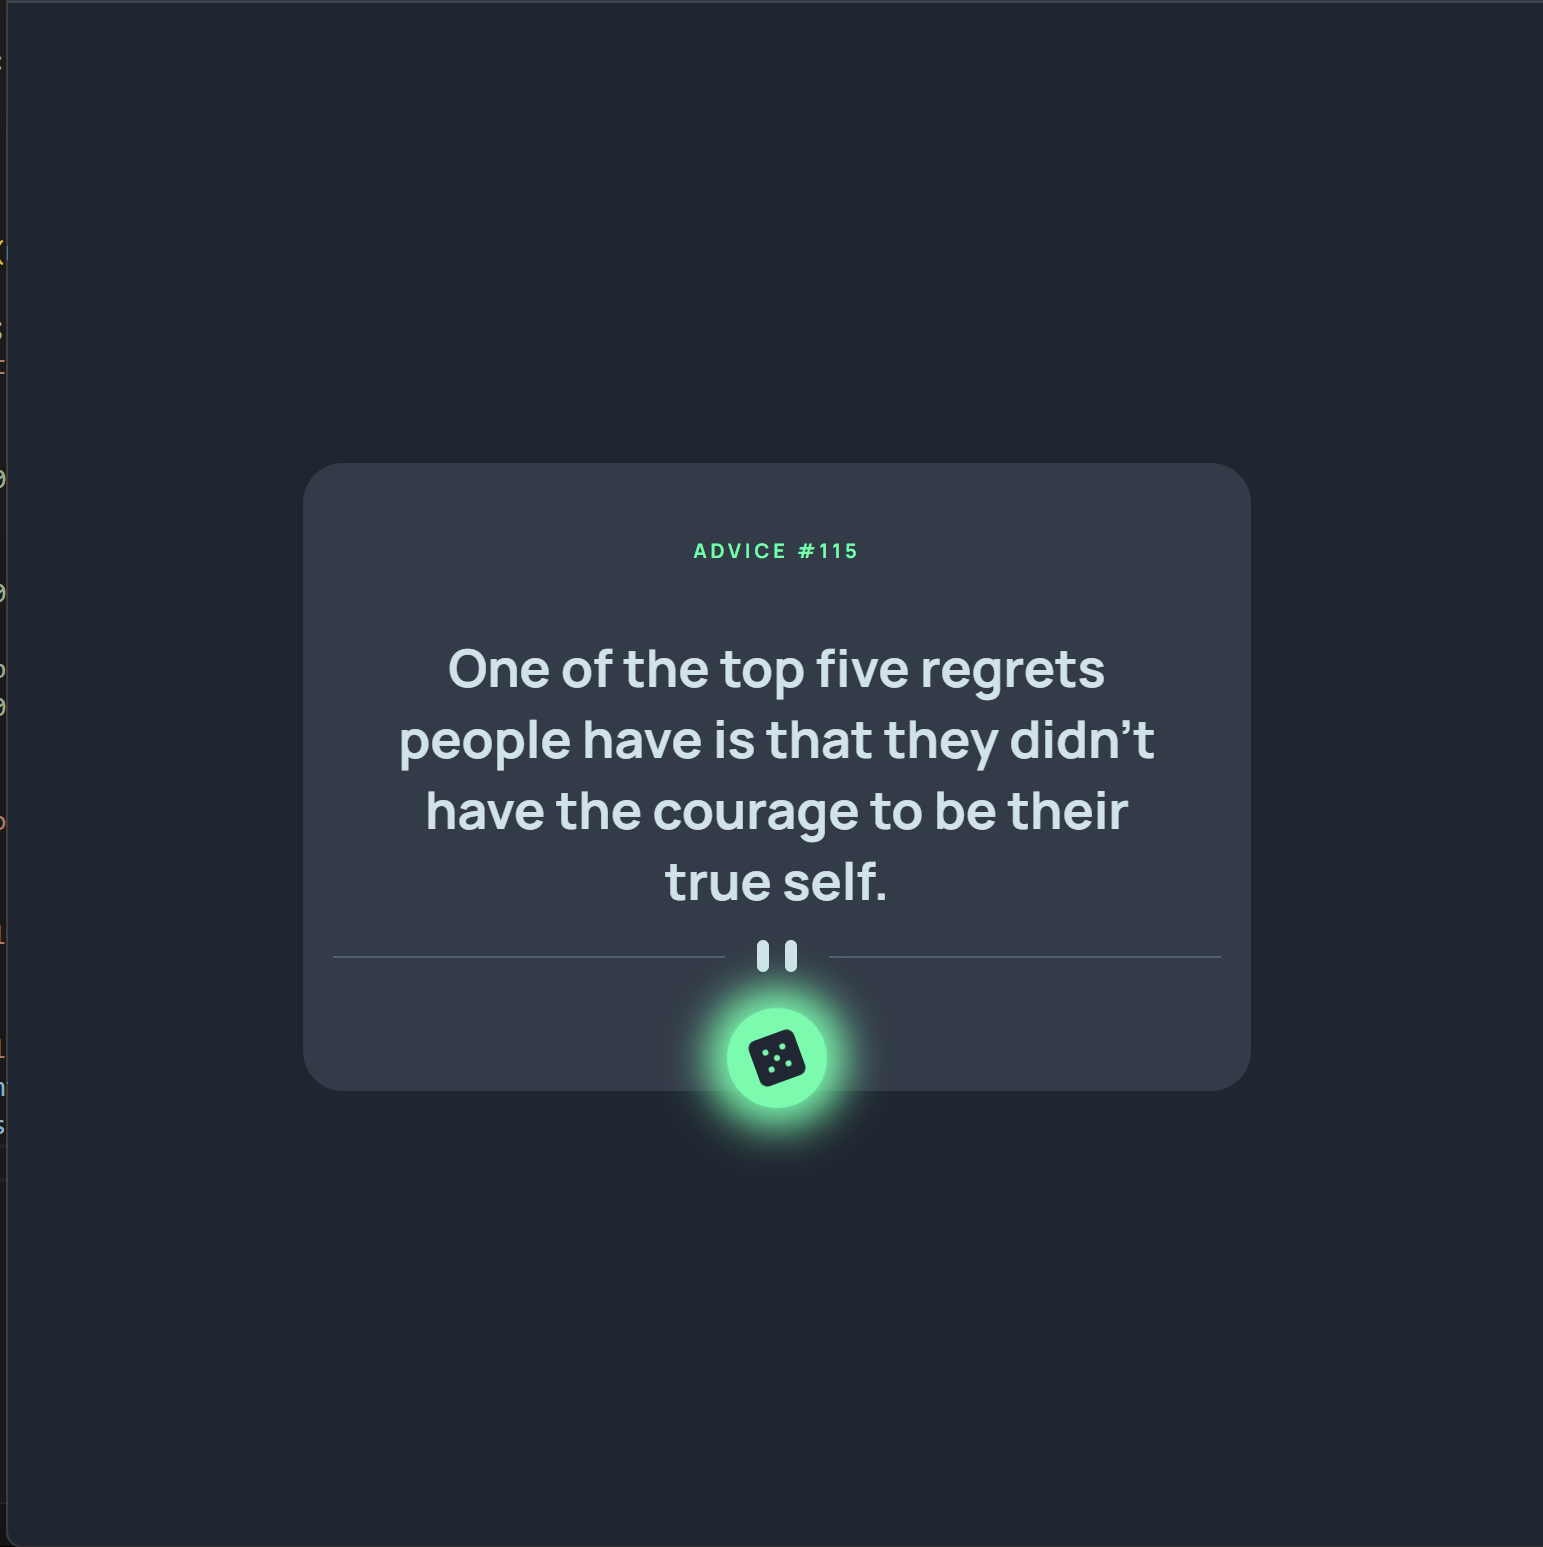 ADVICE #115
One of the top five regrets
people have is that they didn’t
have the courage to be their
true self.